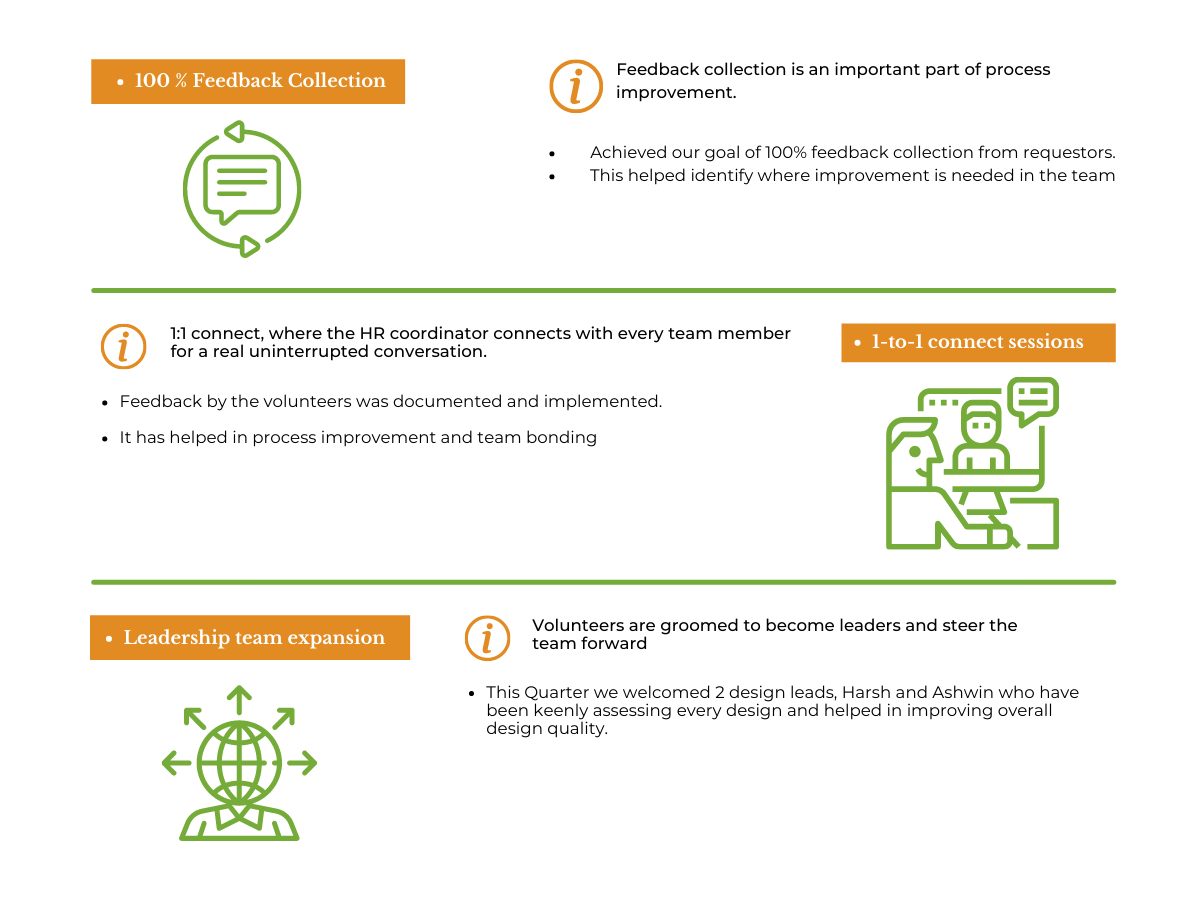 • 100 % Feedback Collection
i
Feedback collection is an important part of process
improvement.
• Achieved our goal of 100% feedback collection from requestors.
• This helped identify where improvement is needed in the team
i
1:1 connect, where the HR coordinator connects with every team member
for a real uninterrupted conversation.
• 1-to-1 connect sessions
• Feedback by the volunteers was documented and implemented.
• It has helped in process improvement and team bonding
• Leadership team expansion
i
Volunteers are groomed to become leaders and steer the
team forward
• This Quarter we welcomed 2 design leads, Harsh and Ashwin who have
been keenly assessing every design and helped in improving overall
design quality.